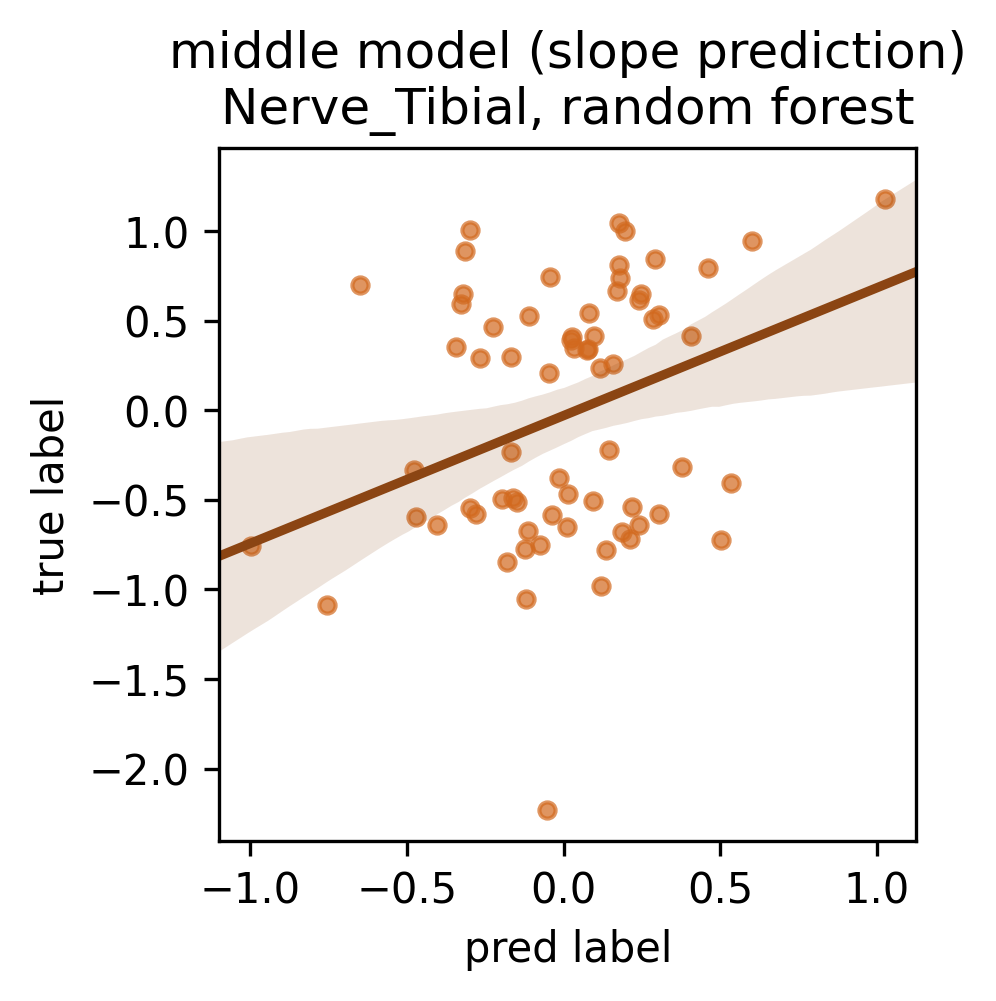 middle model (slope prediction)
Nerve_Tibial, random forest
1.0
0.5
0.0
−0.5
−1.0
−1.5
−2.0
true label
−1.0 −0.5 0.0 0.5 1.0
pred label